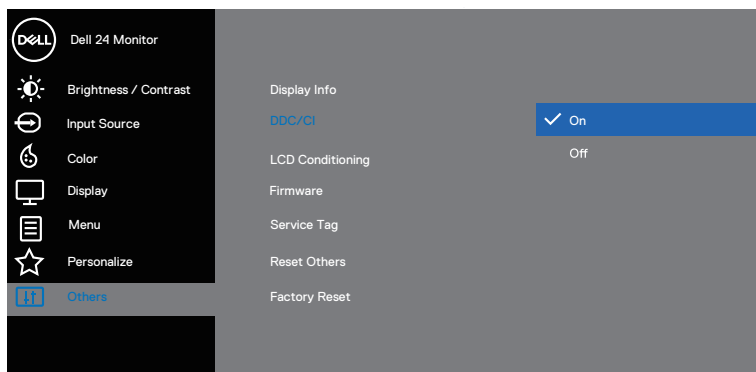 DELL
Dell 24 Monitor
Brightness / Contrast
Input Source
Color
Display
Menu
Personalize
Others
Display Info
DDC/CI
LCD Conditioning
Firmware
Service Tag
Reset Others
Factory Reset
On
Off